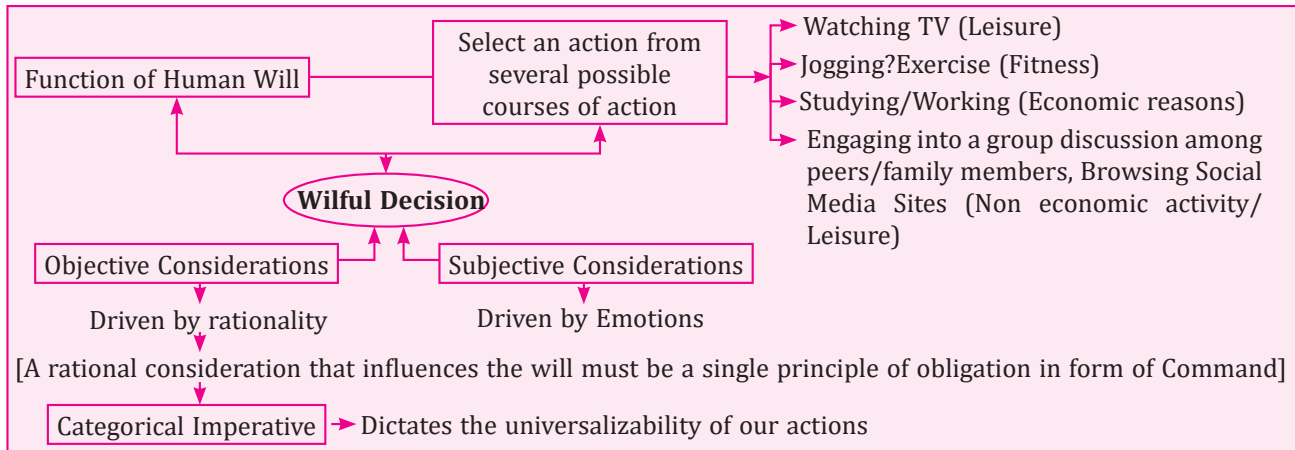 Function of Human Will
Select an action from
several possible
courses of action
Watching TV (Leisure)
Jogging?Exercise (Fitness)
Studying/Working (Economic reasons)
Engaging into a group discussion among
peers/family members, Browsing Social
Media Sites (Non economic activity/
Leisure)
Wilful Decision
Objective Considerations
Subjective Considerations
Driven by rationality
Driven by Emotions
[A rational consideration that influences the will must be a single principle of obligation in form of Command]
Categorical Imperative
Dictates the universalizability of our actions